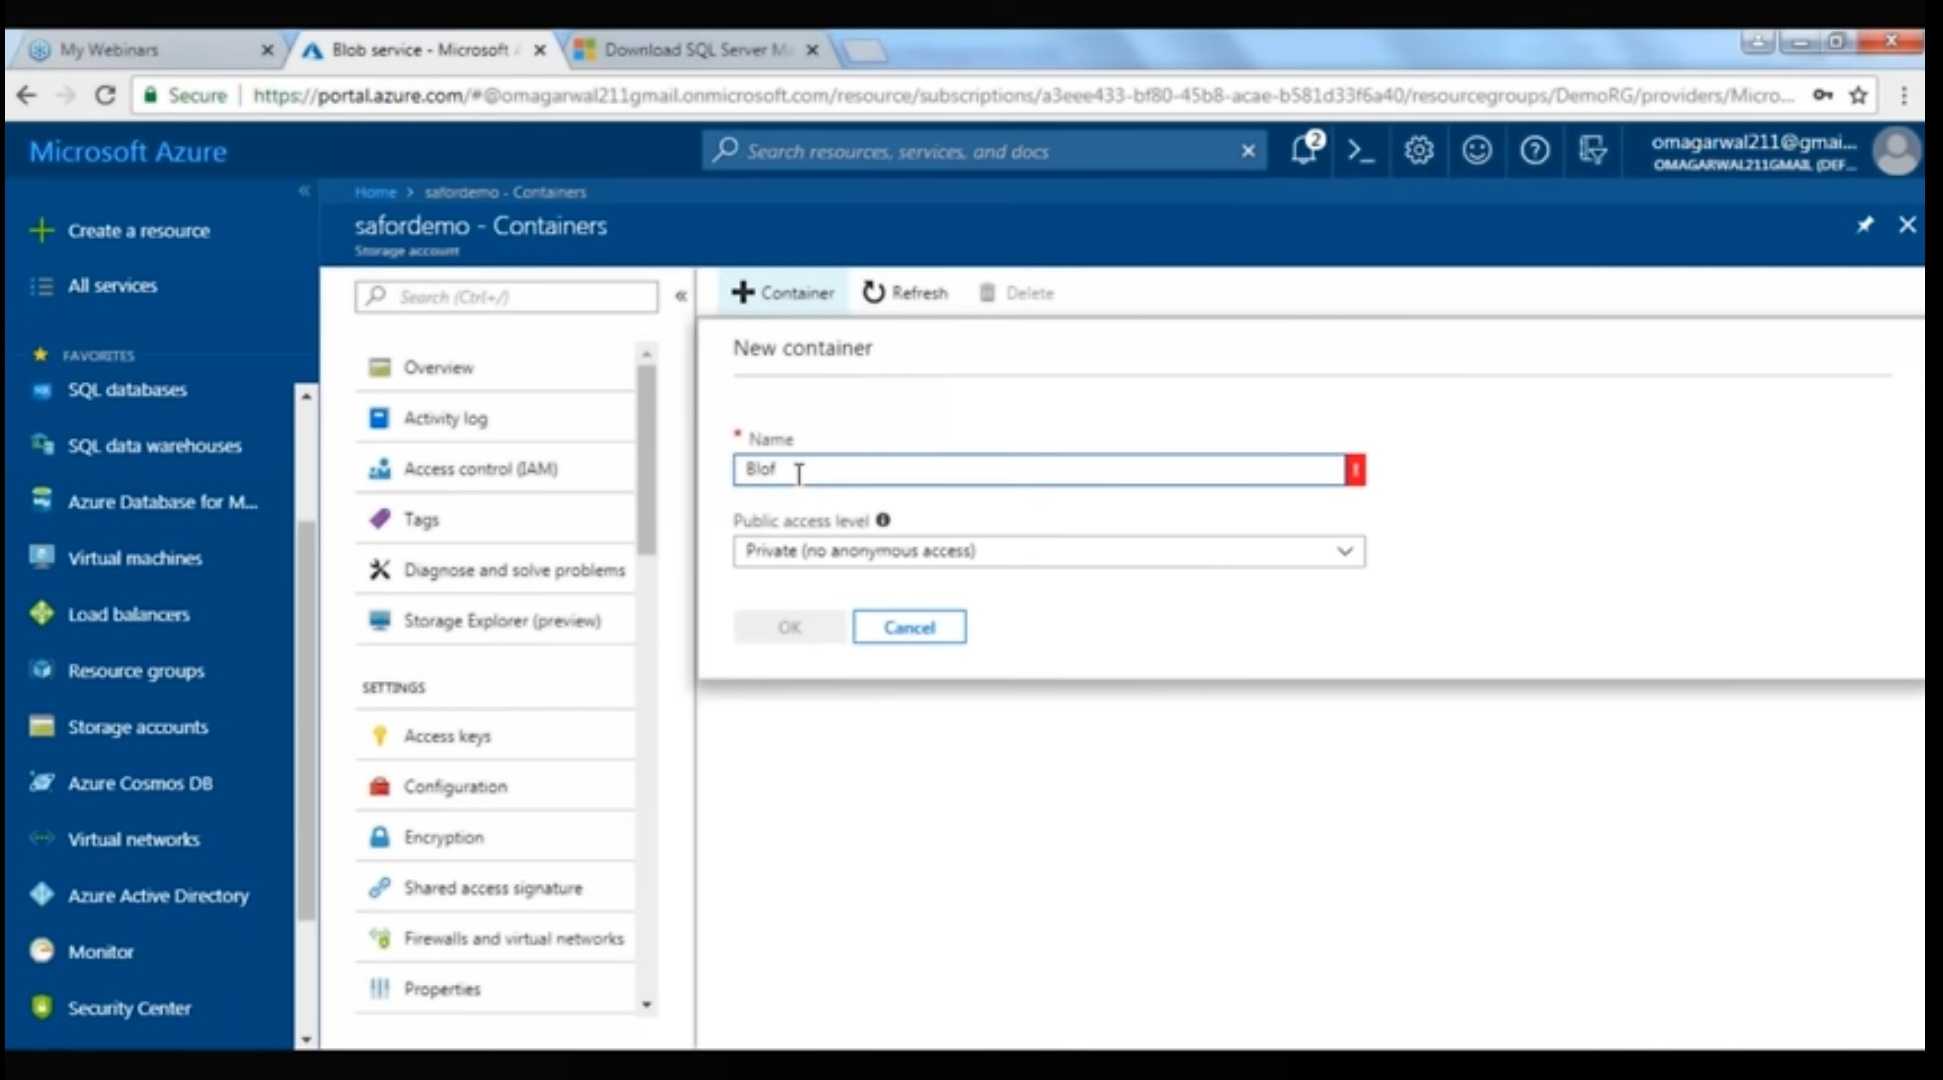 My Webinars
Blob service - Microsoft A
Download SQL Server Ma
Secure | https://portal.azure.com/#@omagarwal211gmail.onmicrosoft.com/resource/subscriptions/a3eee433-bf80-45b8-acae-b581d33f6a40/resourcegroups/DemoRG/providers/Micro...
Microsoft Azure
Search resources, services, and docs
2
omagarwal211@gmai...
OMAGARWAL211GMAIL (DEF...
Create a resource
All services
FAVORITES
SQL databases
SQL data warehouses
Azure Database for M...
Virtual machines
Load balancers
Resource groups
Storage accounts
Azure Cosmos DB
Virtual networks
Azure Active Directory
Monitor
Security Center
Home > safordemo - Containers
safordemo - Containers
Storage account
Search (Ctrl+/)
Overview
Activity log
Access control (IAM)
Tags
Diagnose and solve problems
Storage Explorer (preview)
SETTINGS
Access keys
Configuration
Encryption
Shared access signature
Firewalls and virtual networks
Properties
Container
Refresh
Delete
New container
* Name
Blof
Public access level
Private (no anonymous access)
OK
Cancel